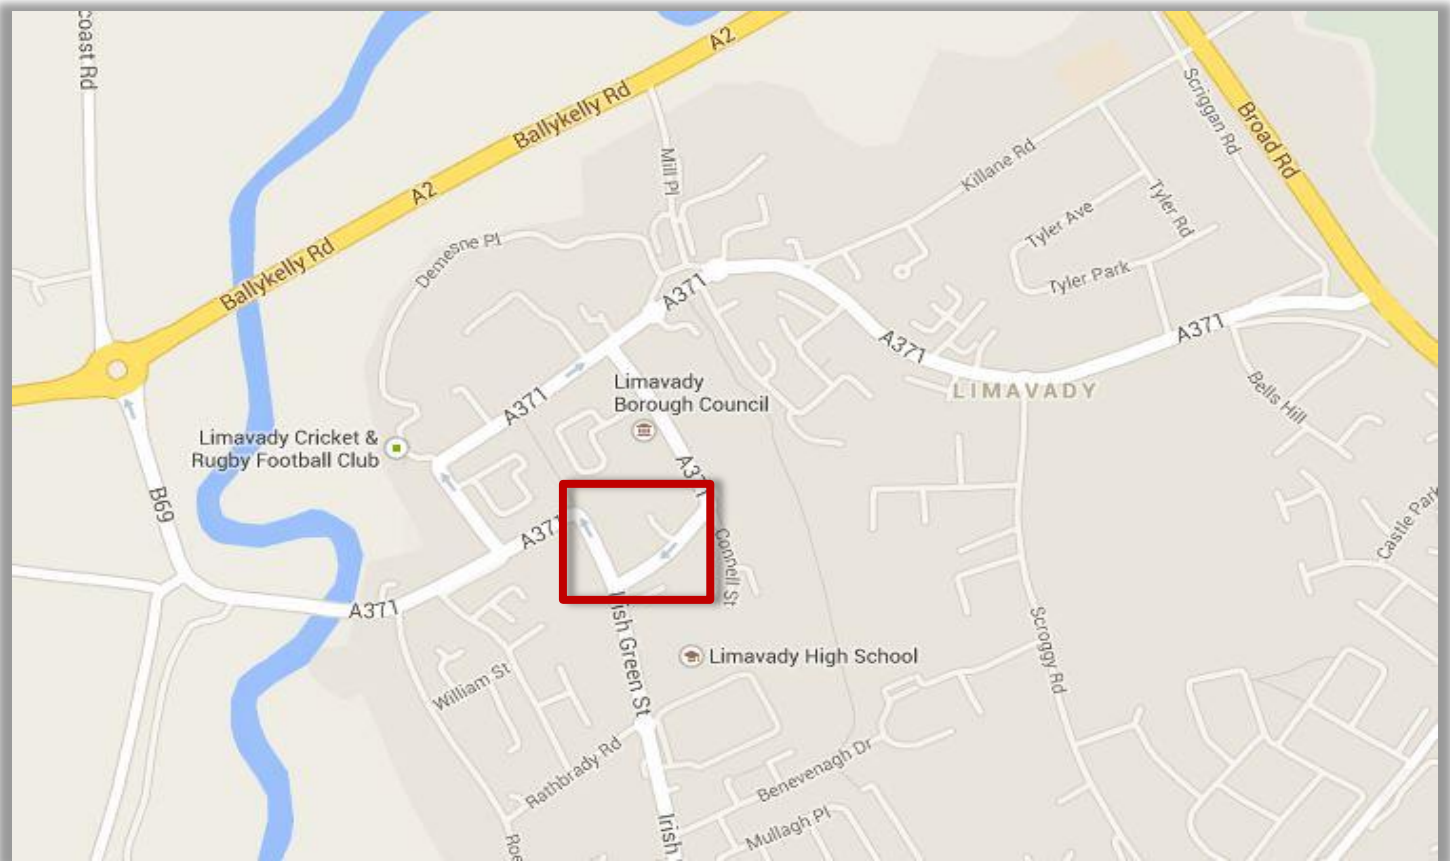 coast Rd
A2
Ballykelly Rd
A2
Ballykelly Rd
Scriggan Rd
Broad Rd
Mill Pl
Killane Rd
Tyler Rd
Tyler Ave
Demesne Pl
Tyler Park
A371
A371
A371
LIMAVADY
Limavady
Borough Council
Bells Hill
A371
Limavady Cricket &
Rugby Football Club
A371
B69
A371
Castle Park
Connell St
A371
Irish Green St
Scroggy Rd
Limavady High School
William St
Rathbrady Rd
Benevenagh Dr
Mullagh Pl
Irish
Roe